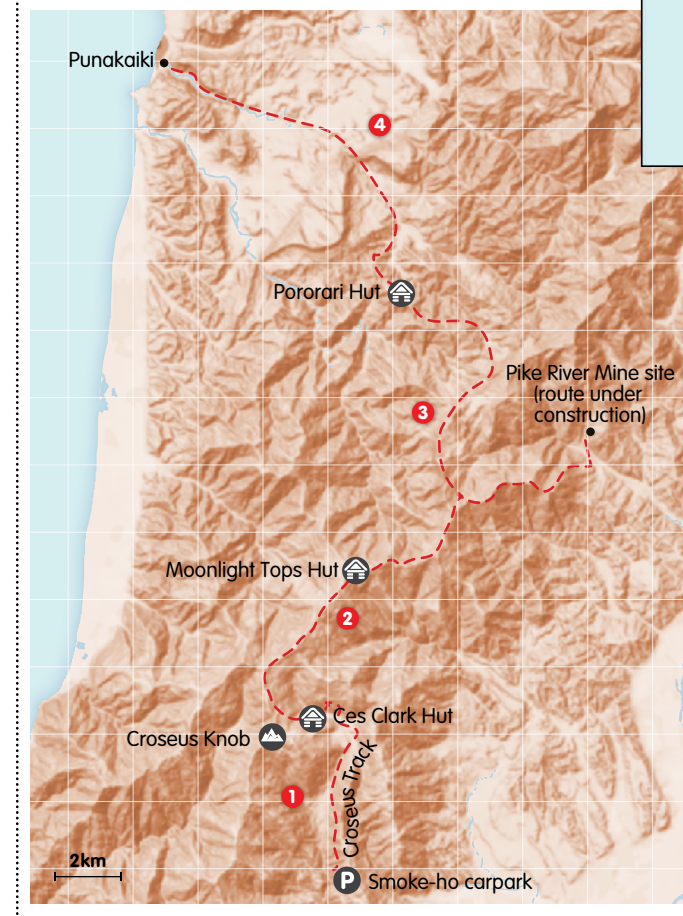 Punakaiki
4
Pororari Hut
Pike River Mine site
(route under
construction)
3
Moonlight Tops Hut
2
Ces Clark Hut
Croseus Knob
Croseus Track
1
2km
P
Smoke-ho carpark